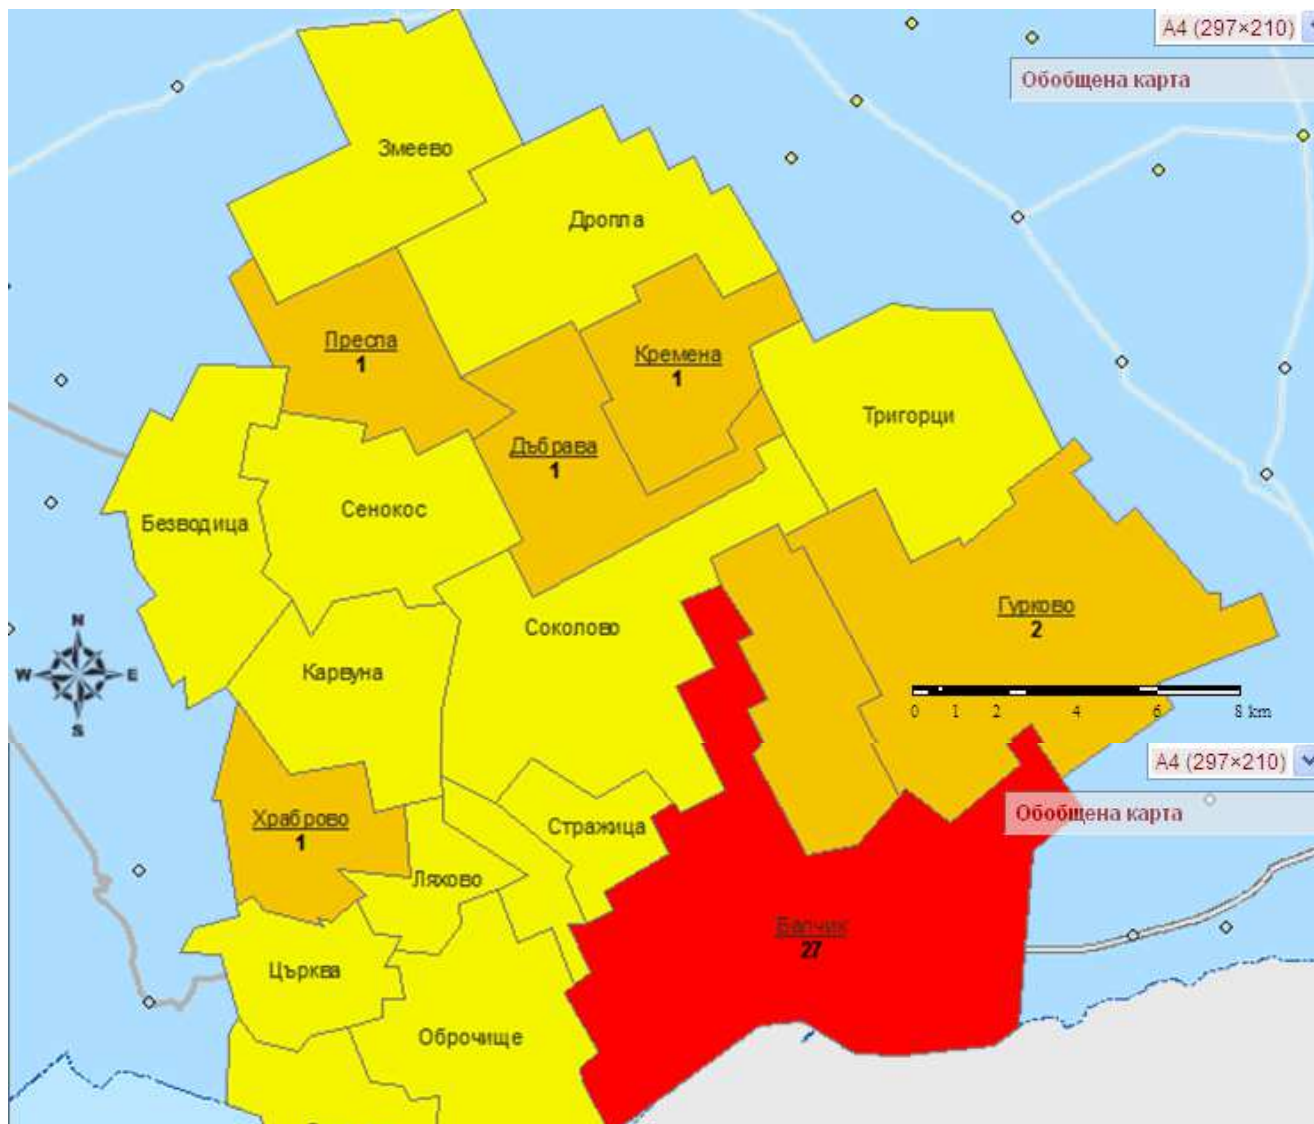 A4 (297×210)
Обобщена карта
Змеево
Дропла
Преспа
1
Кремена
1
Тригорци
Дъбрава
1
Сенокос
Безводица
Гурково
2
Соколово
N
W E
S
Карвуна
0 1 2 4 6 8 km
A4 (297×210)
Обобщена карта
Храброво
1
Стражица
Ляхово
Балчик
27
Църква
Оброчище